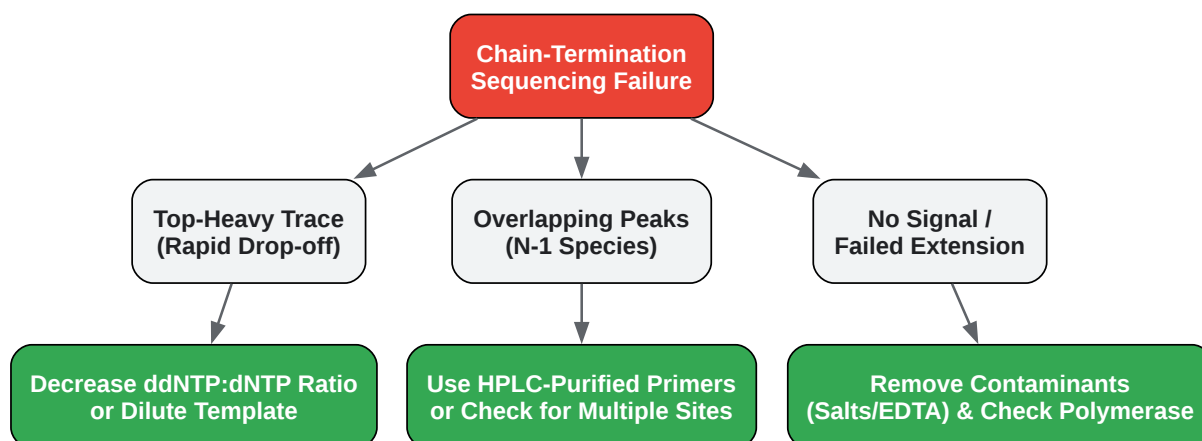 Chain-Termination
Sequencing Failure
Top-Heavy Trace
(Rapid Drop-off)
Overlapping Peaks
(N-1 Species)
No Signal /
Failed Extension
Decrease ddNTP:dNTP Ratio
or Dilute Template
Use HPLC-Purified Primers
or Check for Multiple Sites
Remove Contaminants
(Salts/EDTA) & Check Polymerase